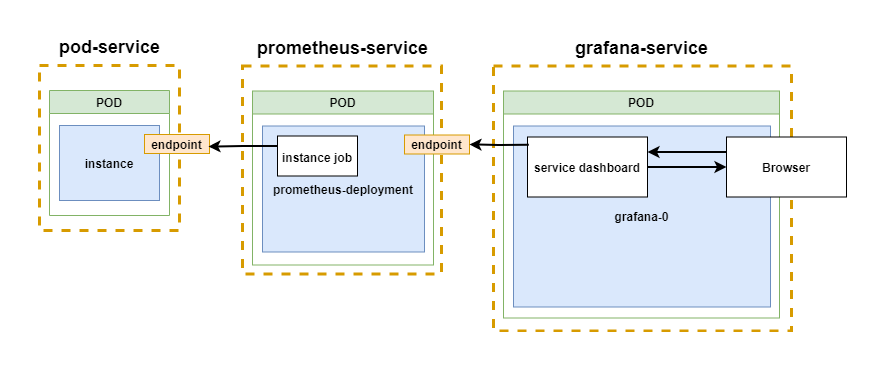 pod-service
prometheus-service
grafana-service
POD
POD
POD
instance
endpoint
instance job
prometheus-deployment
endpoint
service dashboard
Browser
grafana-0